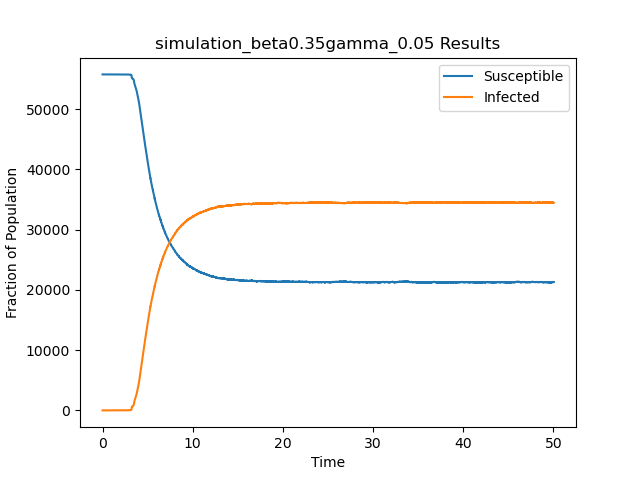 simulation_beta0.35gamma_0.05 Results
Susceptible
Infected
Fraction of Population
50000
40000
30000
20000
10000
0
0 10 20 30 40 50
Time